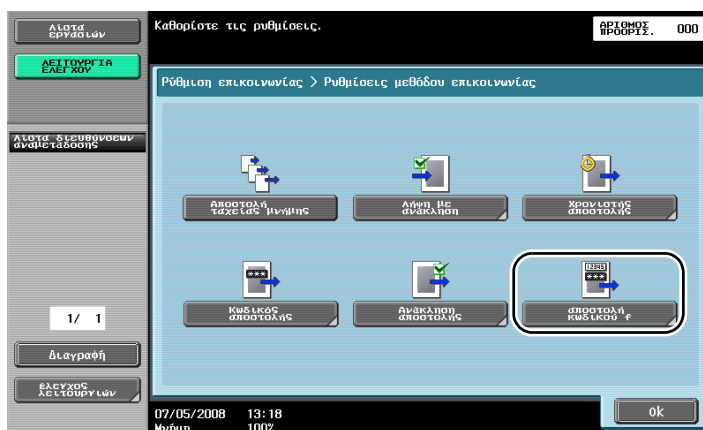 Λίστα
εργασιών
Καθορίστε τις ρυθμίσεις.
ΑΡΙΘΜΟΣ
ΠΡΟΟΡΙΣ.
000
ΛΕΙΤΟΥΡΓΙΑ
ΕΛΕΓΧΟΥ
Ρύθμιση επικοινωνίας > Ρυθμίσεις μεθόδου επικοινωνίας
Λίστα διευθύνσεων
αναμετάδοσης
Αποστολή
ταχείας μνήμης
Λήψη με
ανάκληση
Χρονιστής
αποστολής
***
12345
***
Κωδικός
αποστολής
Ανάκληση
αποστολής
αποστολή
κωδικού f
1/ 1
Διαγραφή
έλεγχος
λειτουργιών
07/05/2008 13:18
Μνήμη 100%
ok